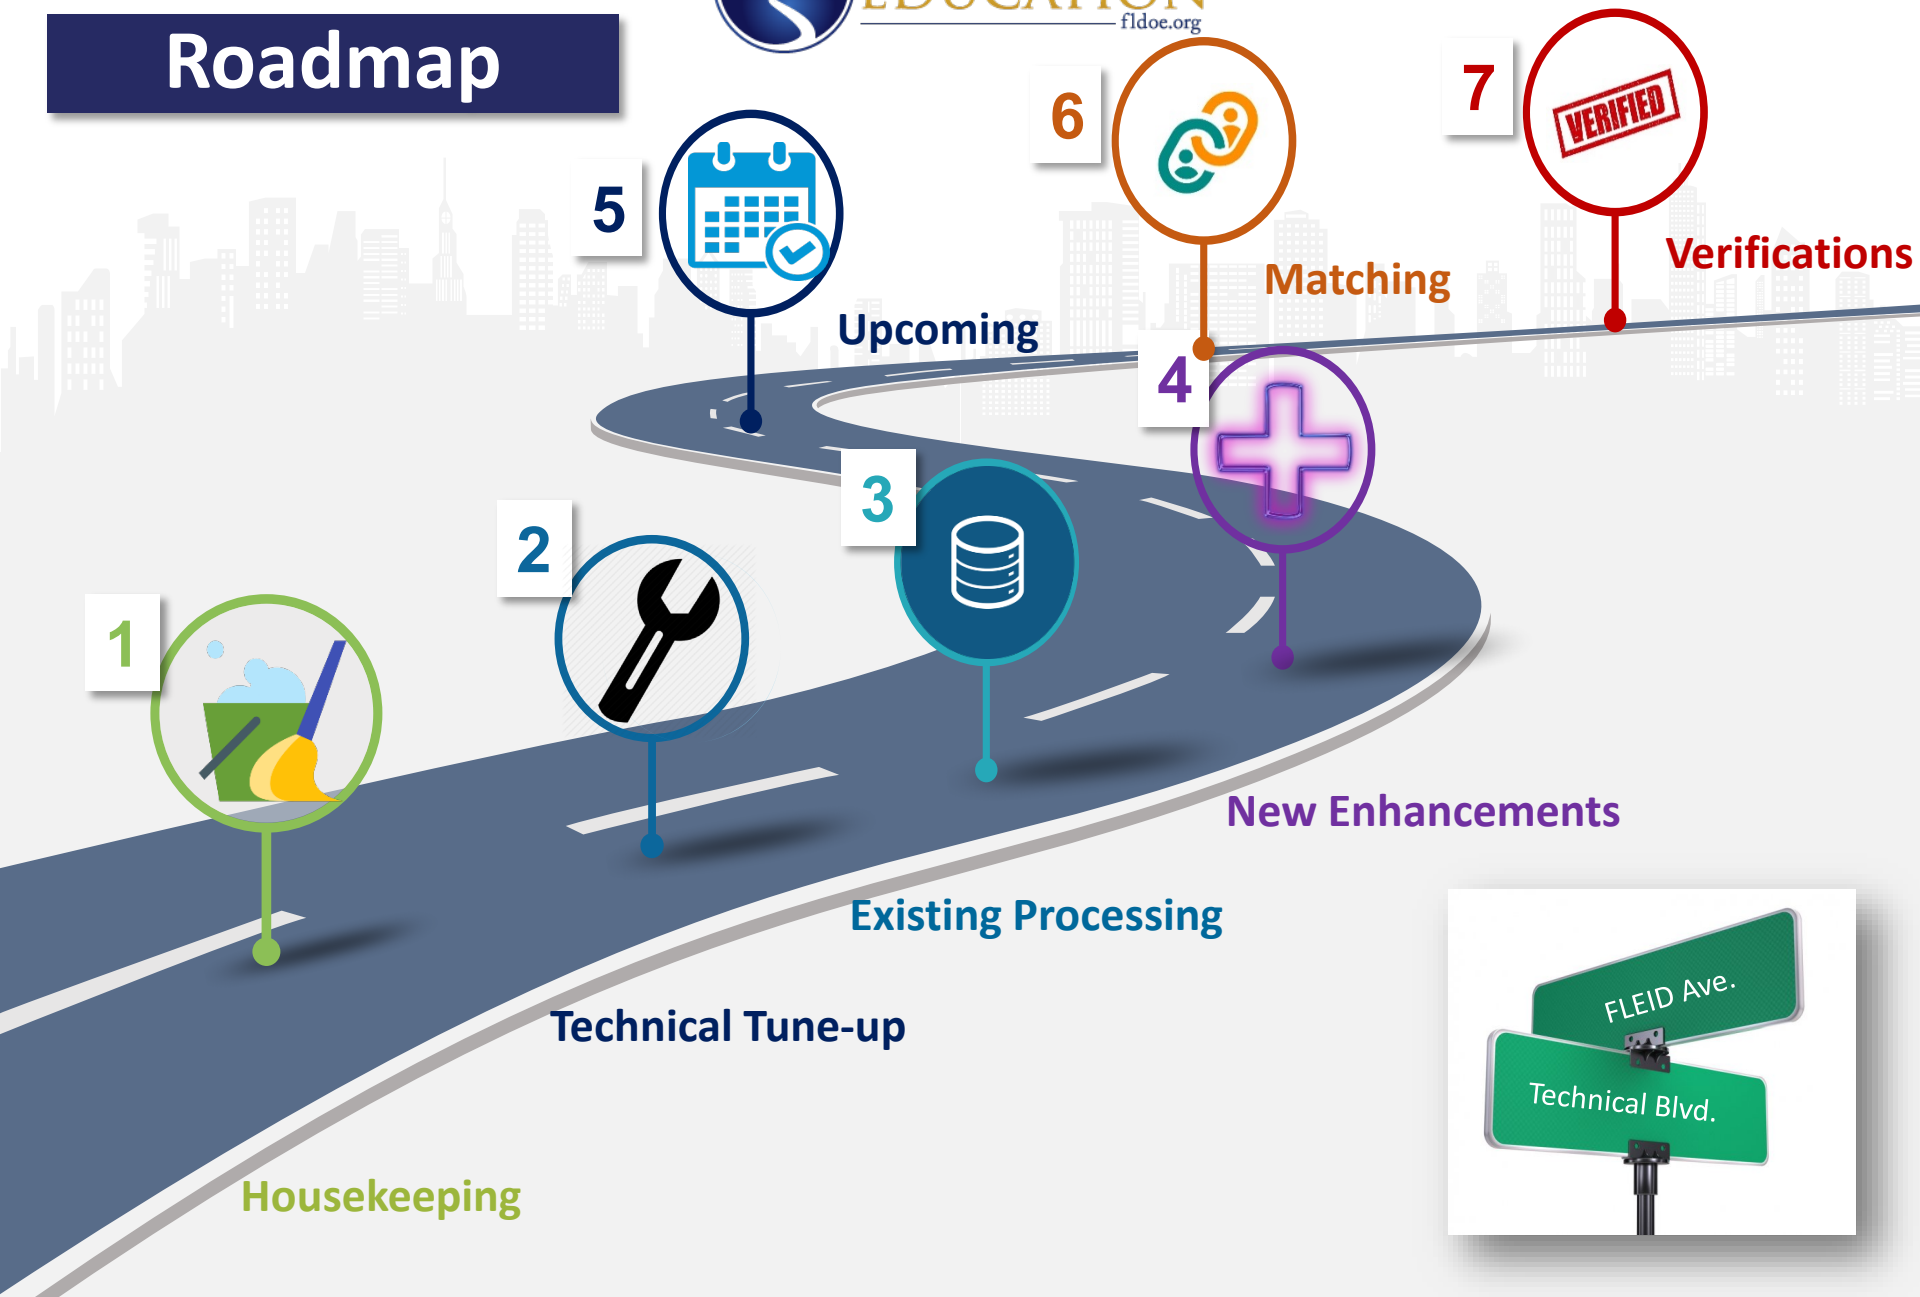 EDUCATION
fldoe.org
Roadmap
1
Housekeeping
2
Technical Tune-up
3
Existing Processing
4
New Enhancements
5
Upcoming
6
Matching
7
VERIFIED
Verifications
FLEID Ave.
Technical Blvd.